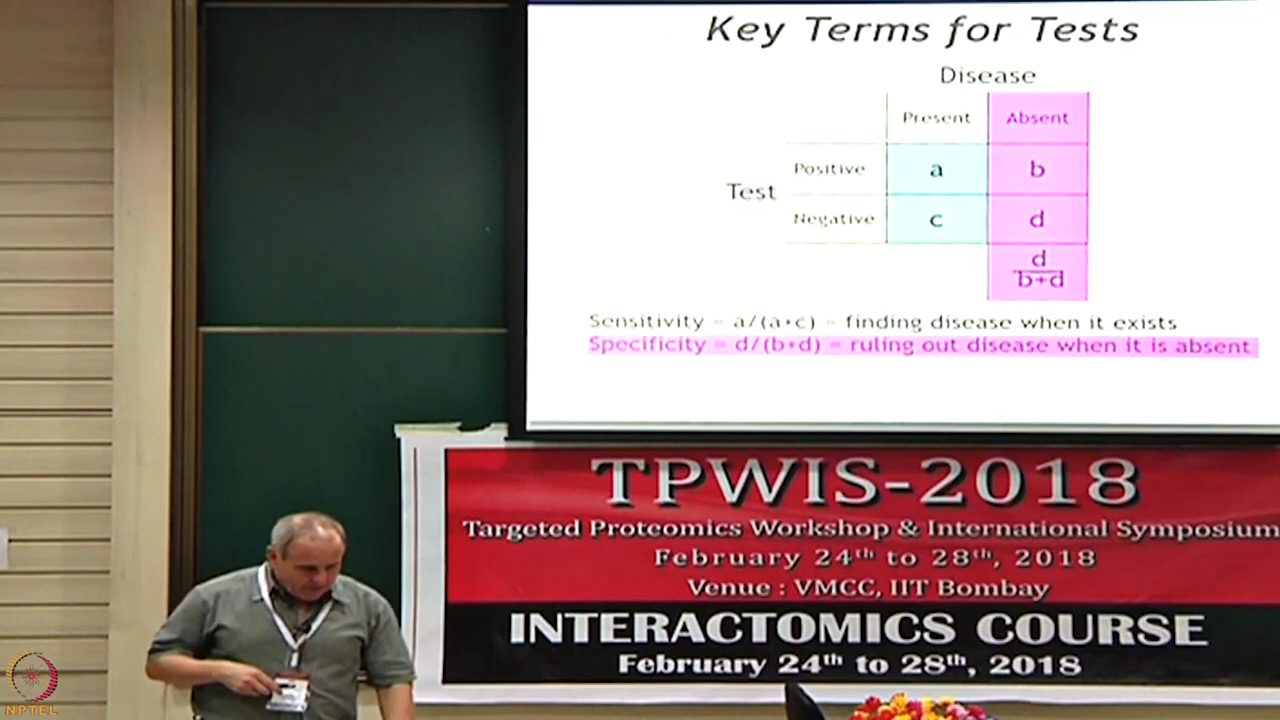 Key Terms for Tests
Disease
Present Absent
Positive a b
Test
Negative c d
d
b+d
Sensitivity = a/(a+c) = finding disease when it exists
Specificity = d/(b+d) = ruling out disease when it is absent
TPWIS-2018
Targeted Proteomics Workshop & International Symposium
February 24th to 28th, 2018
Venue : VMCC, IIT Bombay
INTERACTOMICS COURSE
February 24th to 28th, 2018
NPTEL